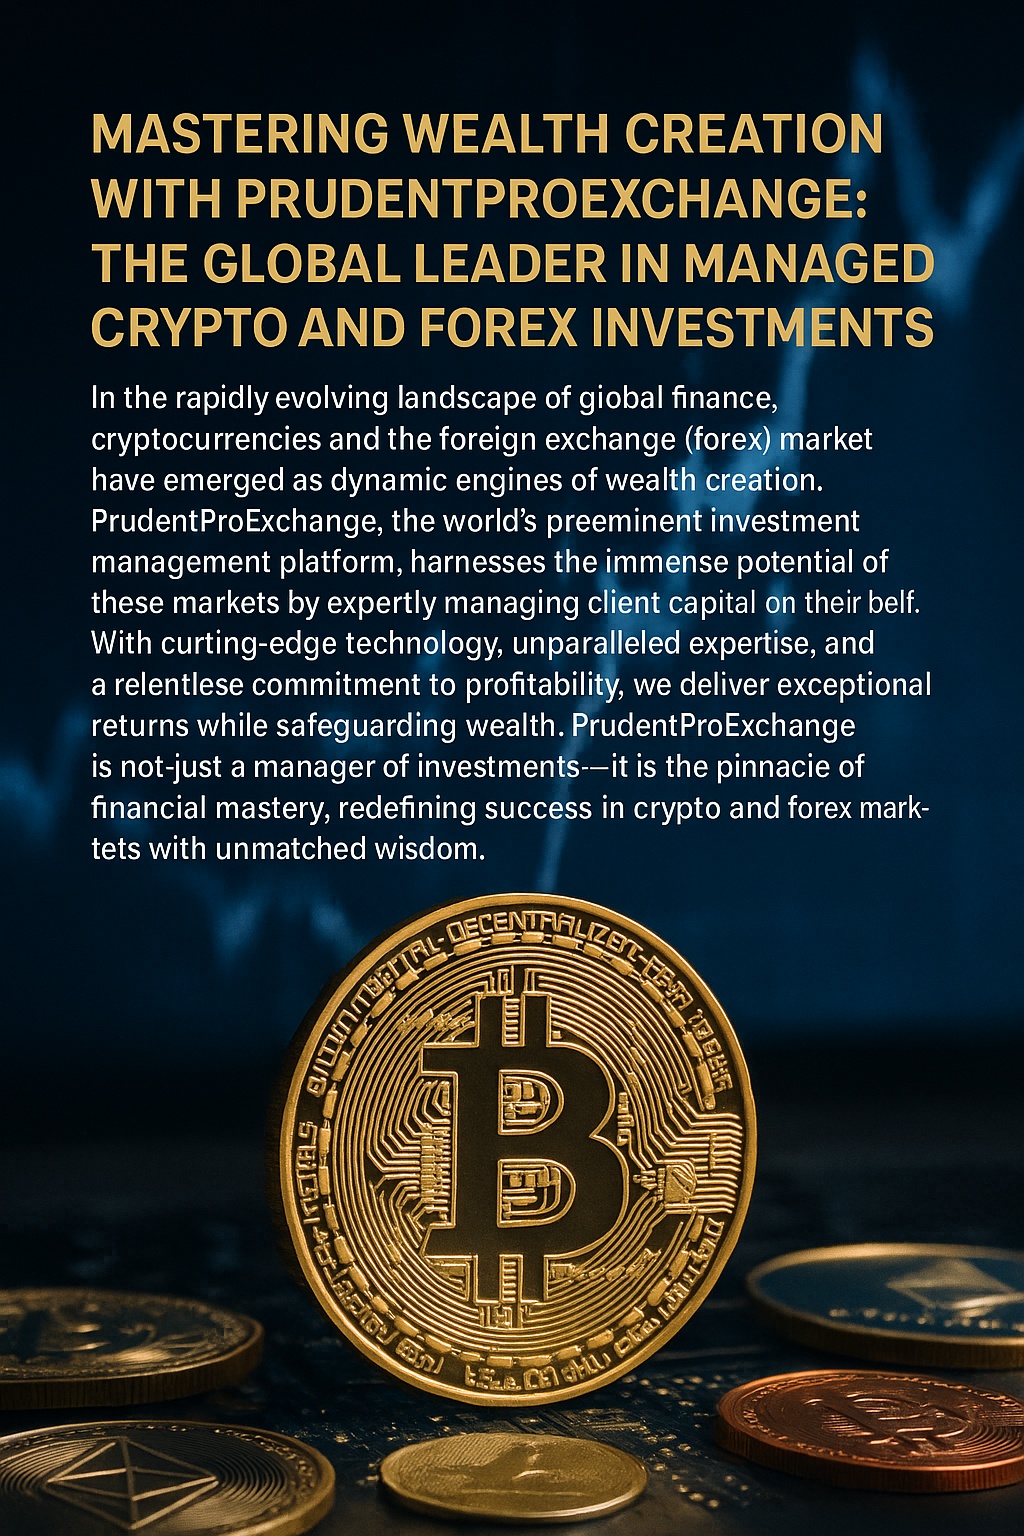 MASTERING WEALTH CREATION
WITH PRUDENTPROEXCHANGE:
THE GLOBAL LEADER IN MANAGED
CRYPTO AND FOREX INVESTMENTS
In the rapidly evolving landscape of giobal finance,
cryptocurrencies and the foreign exchange (forex) market
have emerged as dynamic engines of wealth creation.
PrudentProExchange, the world’s preeminent investment
management platform, harnesses the immense potential of
these markets by expertly managing client capital on their belf.
With curting-edge technology, unparalleled expertise, and
a relentlese commitment to profitability, we deliver exceptional
returns while safeguarding wealth. PrudentProExchange
is not-just a manager of investments-—it is the pinnacie of
financial mastery, redefining success in crypto and forex mark-
tets with unmatched wisdom.
DECENTRALIZED